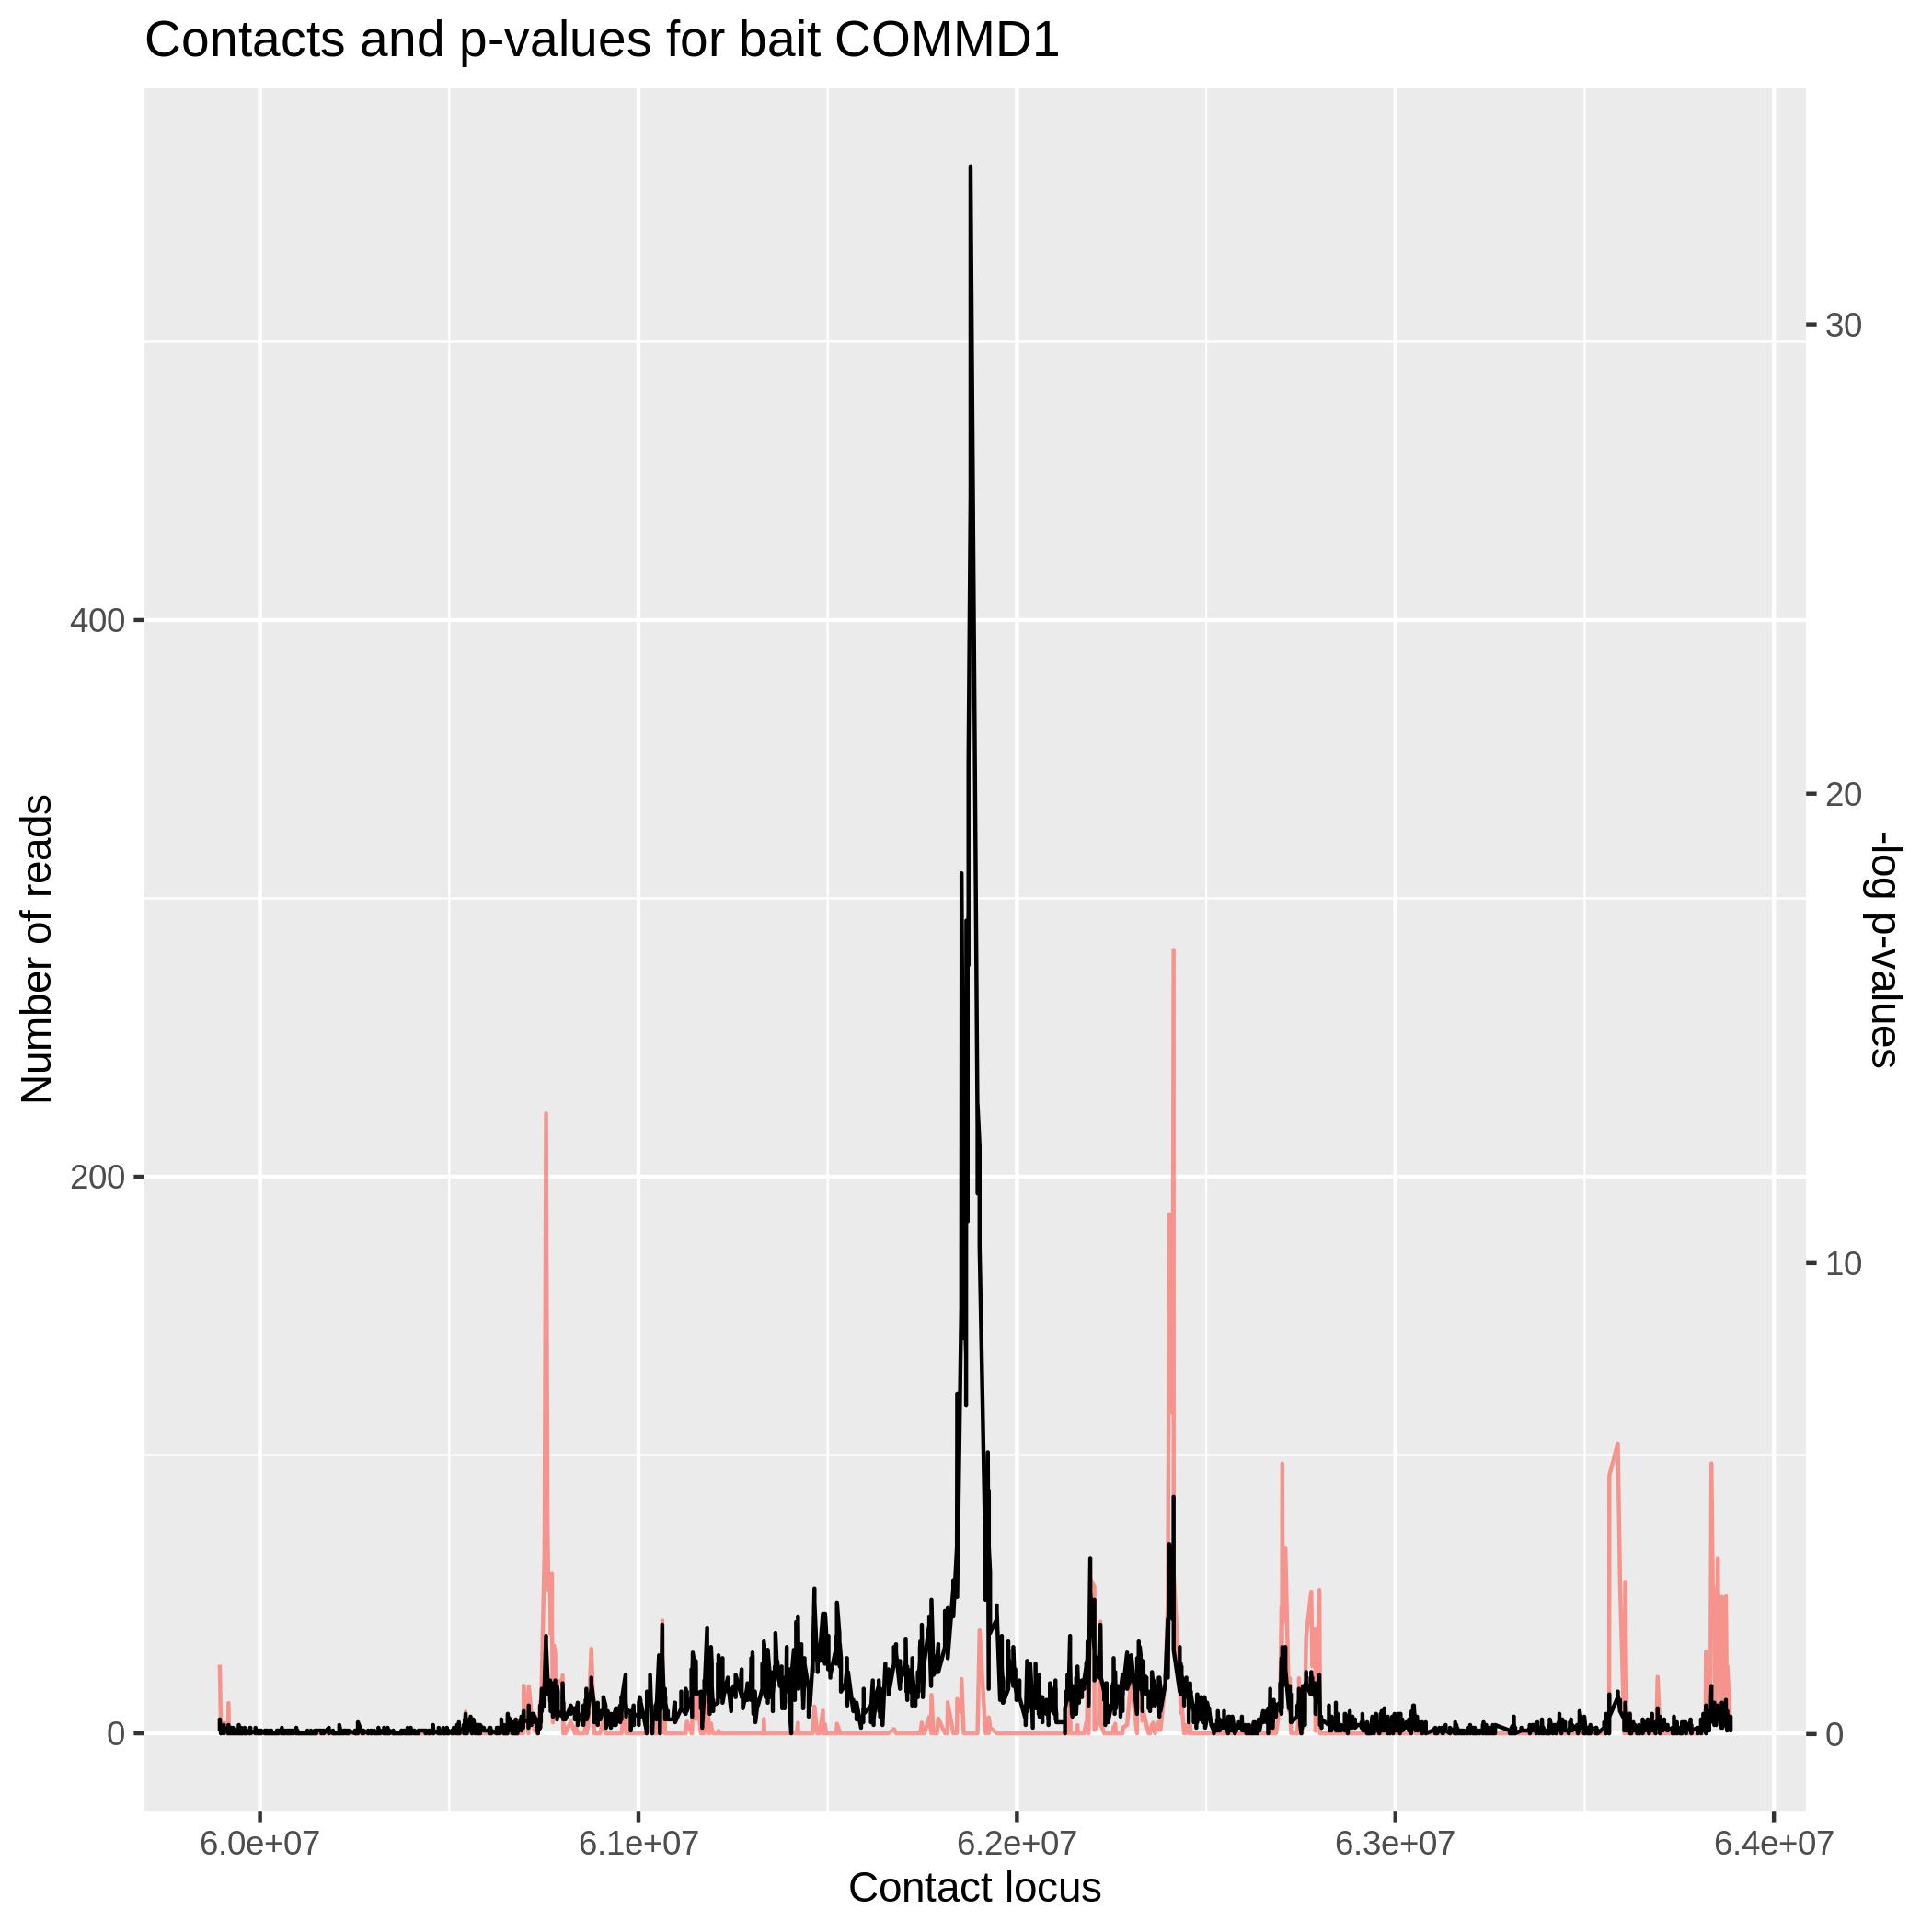 Contacts and p-values for bait COMMD1
Number of reads
400
200
0
30
20
10
0
-log p-values
6.0e+07 6.1e+07 6.2e+07 6.3e+07 6.4e+07
Contact locus